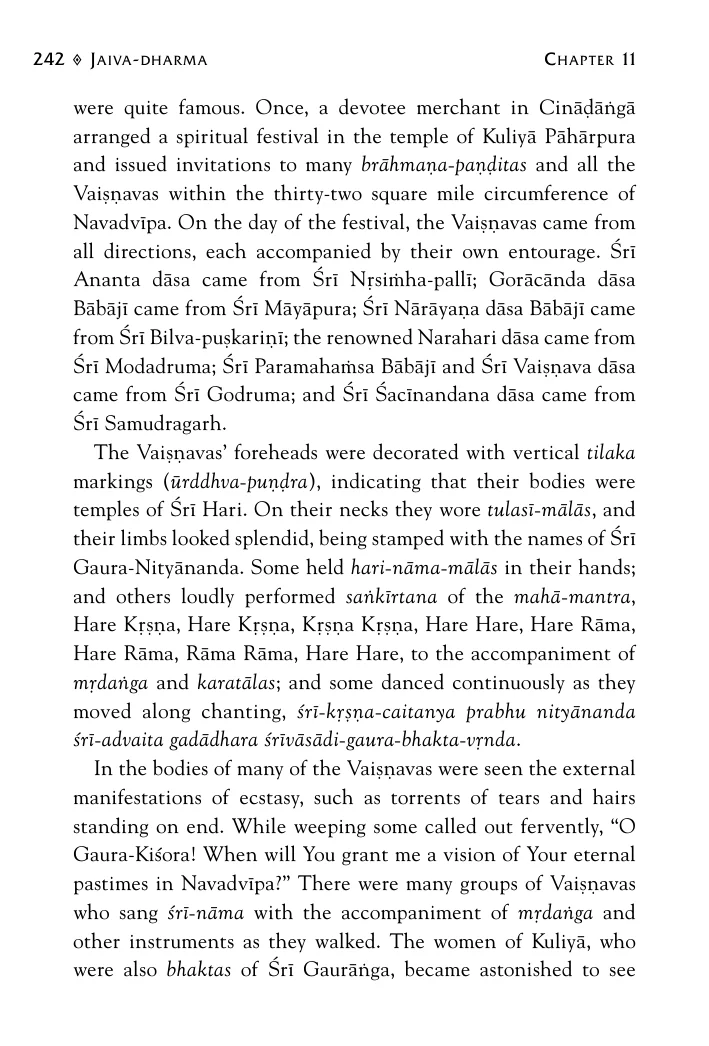 242 ⟡ Jaiva-dharma Chapter 11
were quite famous. Once, a devotee merchant in Cināḍāṅgā
arranged a spiritual festival in the temple of Kuliyā Pāhārpura
and issued invitations to many brāhmaṇa-paṇḍitas and all the
Vaiṣṇavas within the thirty-two square mile circumference of
Navadvīpa. On the day of the festival, the Vaiṣṇavas came from
all directions, each accompanied by their own entourage. Śrī
Ananta dāsa came from Śrī Nṛsiṁha-pallī; Gorācānda dāsa
Bābājī came from Śrī Māyāpura; Śrī Nārāyaṇa dāsa Bābājī came
from Śrī Bilva-puṣkariṇī; the renowned Narahari dāsa came from
Śrī Modadruma; Śrī Paramahaṁsa Bābājī and Śrī Vaiṣṇava dāsa
came from Śrī Godruma; and Śrī Śacīnandana dāsa came from
Śrī Samudragarh.
The Vaiṣṇavas’ foreheads were decorated with vertical tilaka
markings (ūrddhva-puṇḍra), indicating that their bodies were
temples of Śrī Hari. On their necks they wore tulasī-mālās, and
their limbs looked splendid, being stamped with the names of Śrī
Gaura-Nityānanda. Some held hari-nāma-mālās in their hands;
and others loudly performed saṅkīrtana of the mahā-mantra,
Hare Kṛṣṇa, Hare Kṛṣṇa, Kṛṣṇa Kṛṣṇa, Hare Hare, Hare Rāma,
Hare Rāma, Rāma Rāma, Hare Hare, to the accompaniment of
mṛdaṅga and karatālas; and some danced continuously as they
moved along chanting, śrī-kṛṣṇa-caitanya prabhu nityānanda
śrī-advaita gadādhara śrīvāsādi-gaura-bhakta-vṛnda.
In the bodies of many of the Vaiṣṇavas were seen the external
manifestations of ecstasy, such as torrents of tears and hairs
standing on end. While weeping some called out fervently, “O
Gaura-Kiśora! When will You grant me a vision of Your eternal
pastimes in Navadvīpa?” There were many groups of Vaiṣṇavas
who sang śrī-nāma with the accompaniment of mṛdaṅga and
other instruments as they walked. The women of Kuliyā, who
were also bhaktas of Śrī Gaurāṅga, became astonished to see